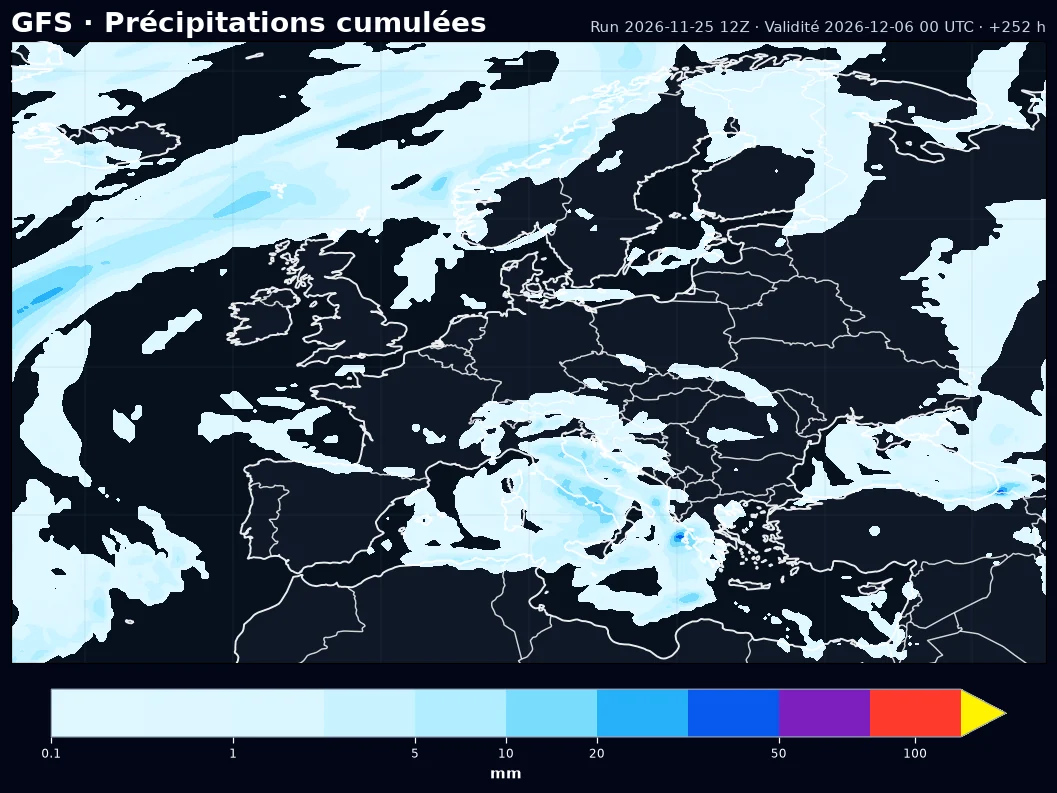 GFS · Précipitations cumulées
Run 2026-11-25 12Z · Validité 2026-12-06 00 UTC · +252 h
0.1 1 5 10 20 50 100
mm